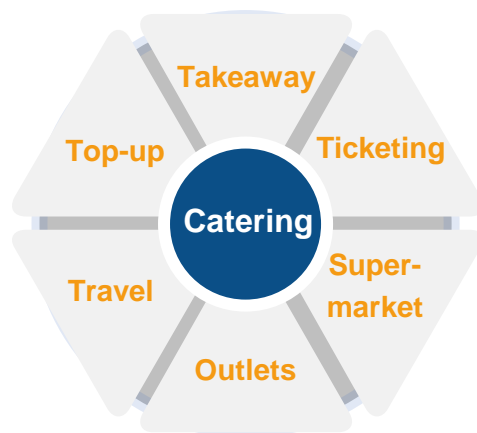 Takeaway
Top-up
Ticketing
Catering
Travel
Super-
market
Outlets